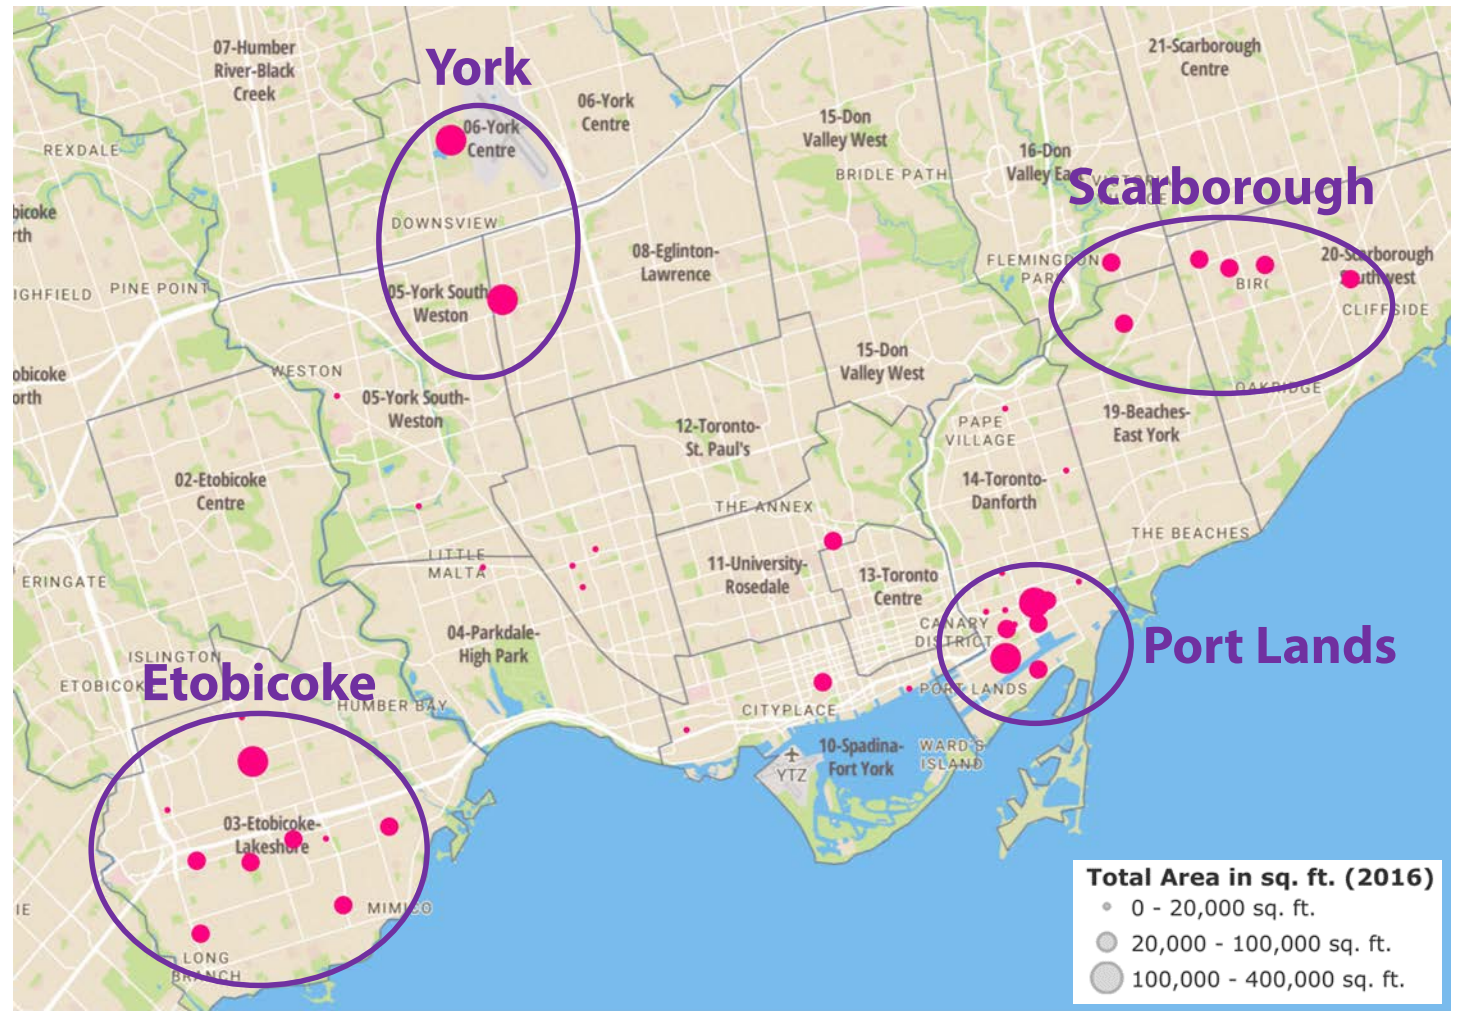 07-Humber
River-Black
Creek
York
06-York
Centre
21-Scarborough
Centre
15-Don
Valley West
06-York
Centre
REXDALE
16-Don
Valley Ea
BRIDLE PATH
Scarborough
bicoke
rth
DOWNSVIEW
08-Eglinton-
Lawrence
FLEMINGDON
PARK
20-Scarborough
Southwest
IGHFIELD
PINE POINT
05-York South
Weston
BIRC
CLIFFSIDE
obicoke
orth
WESTON
15-Don
Valley West
OAKRIDGE
05-York South-
Weston
12-Toronto-
St. Paul's
PAPE
VILLAGE
19-Beaches-
East York
02-Etobicoke
Centre
14-Toronto-
Danforth
THE ANNEX
THE BEACHES
LITTLE
MALTA
ERINGATE
11-University-
Rosedale
13-Toronto
Centre
CANARY
DISTRICT
04-Parkdale-
High Park
Port Lands
ISLINGTON
ETOBICOK
Etobicoke
HUMBER BAY
PORT LANDS
CITYPLACE
10-Spadina-
Fort York
WARD'S
ISLAND
YTZ
03-Etobicoke-
Lakeshore
IE
MIMICO
LONG
BRANCH
Total Area in sq. ft. (2016)
0 - 20,000 sq. ft.
20,000 - 100,000 sq. ft.
100,000 - 400,000 sq. ft.